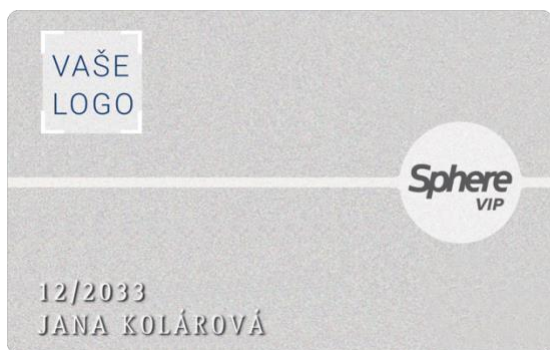 VAŠE
LOGO
Sphere
VIP
12/2033
JANA KOLÁROVÁ